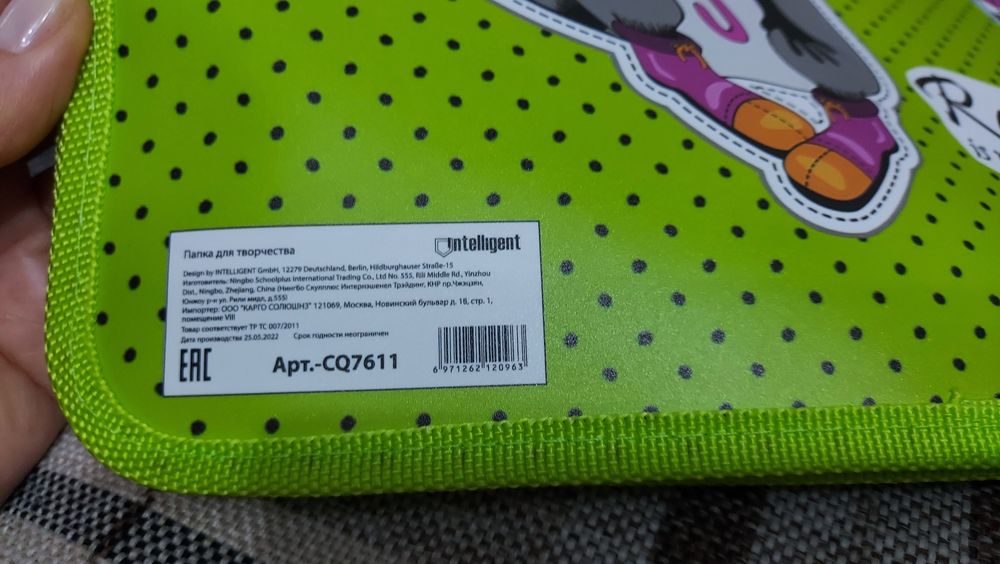 Папка для творчества
intelligent
Design by INTELLIGENT GmbH, 12279 Deutschland, Berlin, Hildburghauser Straße-15
Изготовитель: Ningbo Schoolplus International Trading Co., Ltd No. 555, Rili Middle Rd., Yinzhou
Dist., Ningbo, Zhejiang, China (Нингбо Скуллплюс Интернэшенел Трэйдинг, КНР пр.Чжэцзян,
Юнжоу р-н ул. Рили мидл, д.555)
Импортер: ООО "КАРГО СОЛЮШНЗ" 121069, Москва, Новинский бульвар д. 18, стр. 1,
помещение VIII
Товар соответствует ТР ТС 007/2011
Дата производства 25.05.2022 Срок годности неограничен
EAC
Арт.-CQ7611
6 971262 120963